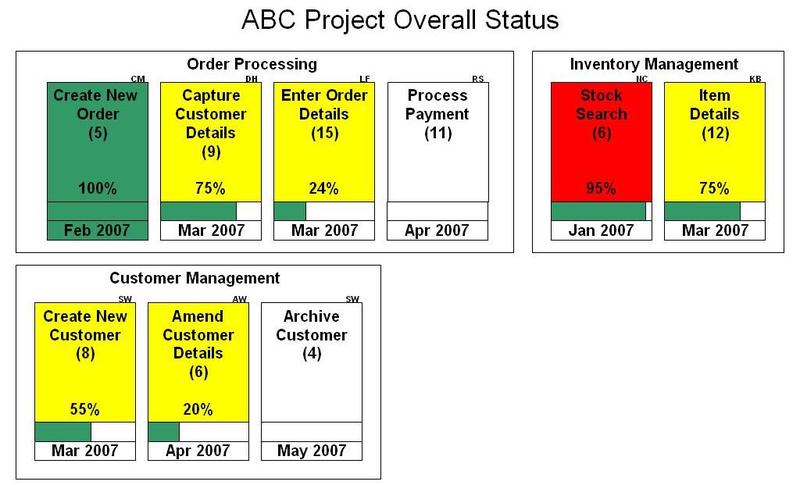 ABC Project Overall Status
Order Processing
CM
Create New
Order
(5)
100%
Feb 2007
DH
Capture
Customer
Details
(9)
75%
Mar 2007
LF
Enter Order
Details
(15)
24%
Mar 2007
RS
Process
Payment
(11)
Apr 2007
Inventory Management
NC
Stock
Search
(6)
95%
Jan 2007
KB
Item
Details
(12)
75%
Mar 2007
Customer Management
SW
Create New
Customer
(8)
55%
Mar 2007
AW
Amend
Customer
Details
(6)
20%
Apr 2007
SW
Archive
Customer
(4)
May 2007